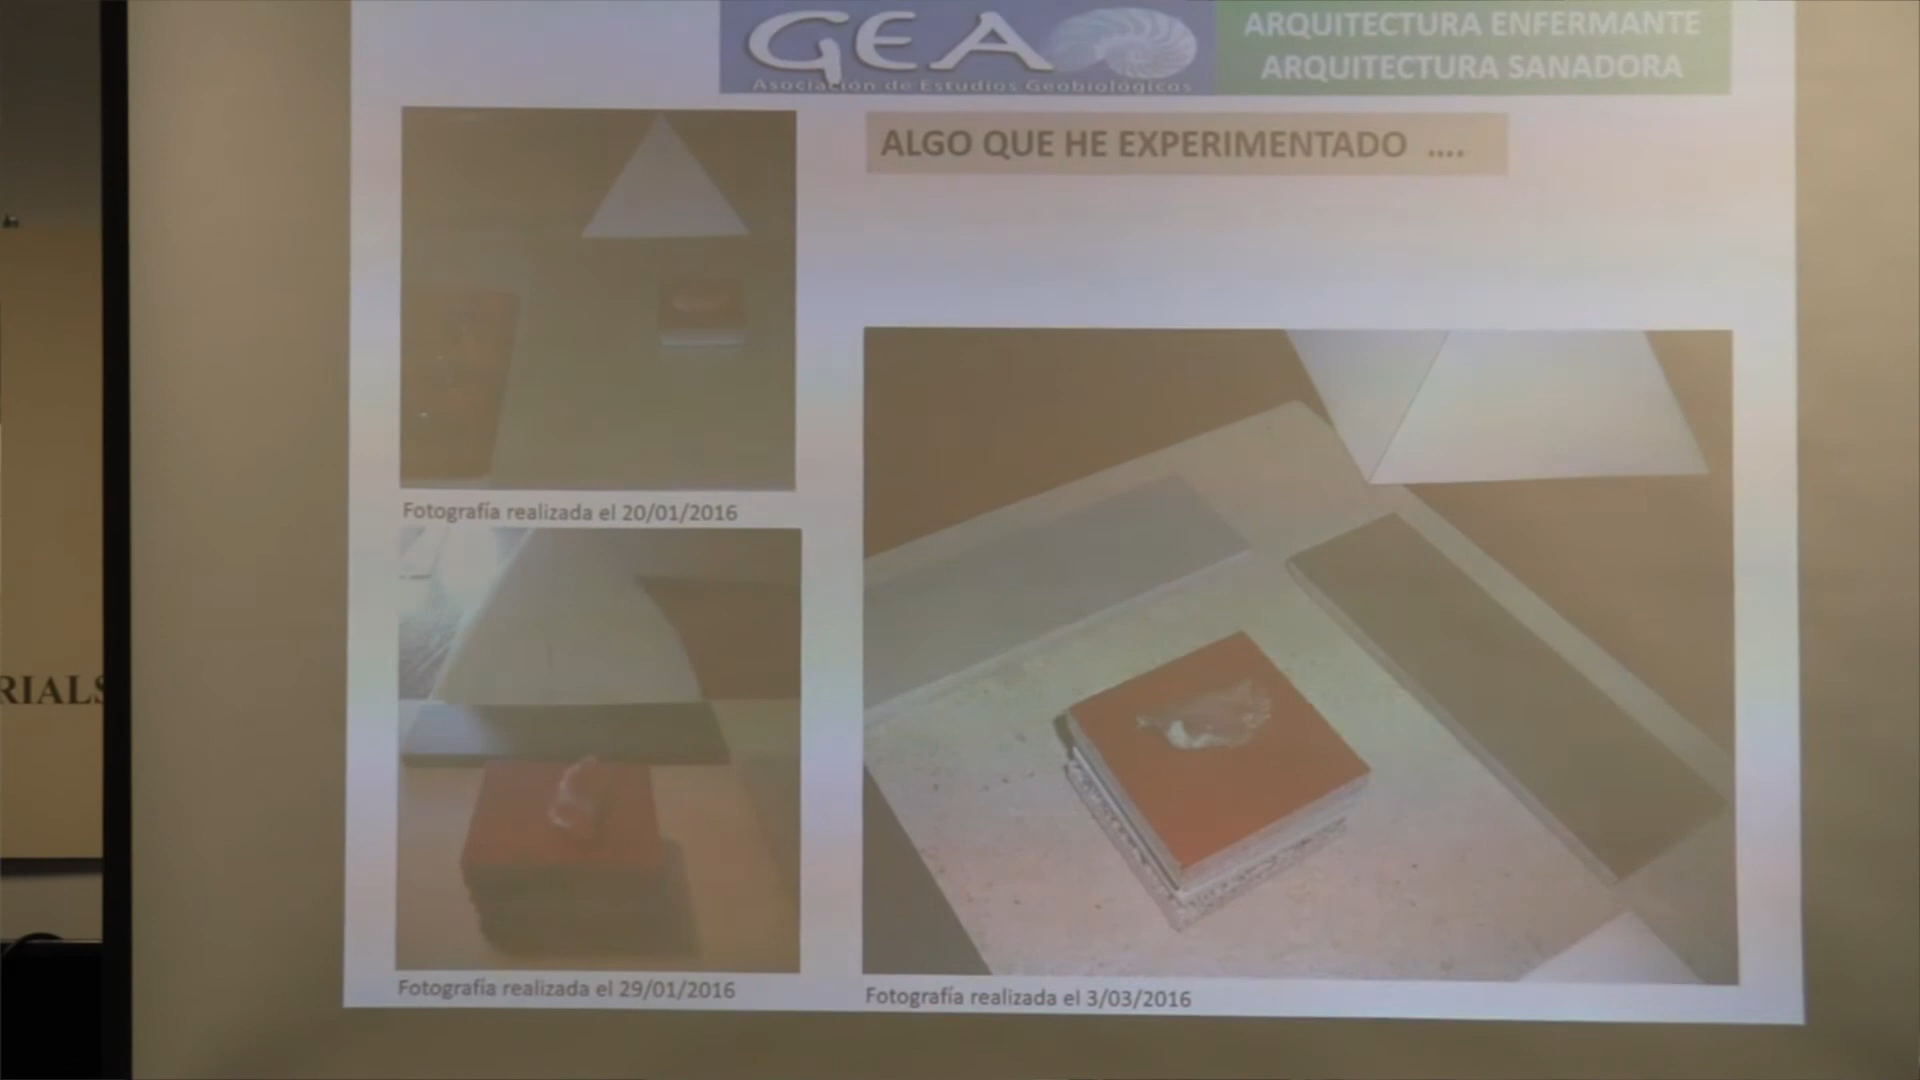 GEA
Asociación de Estudios Geobiológicos
ARQUITECTURA ENFERMANTE
ARQUITECTURA SANADORA
ALGO QUE HE EXPERIMENTADO ....
Fotografía realizada el 20/01/2016
Fotografía realizada el 29/01/2016
Fotografía realizada el 3/03/2016
RIALS